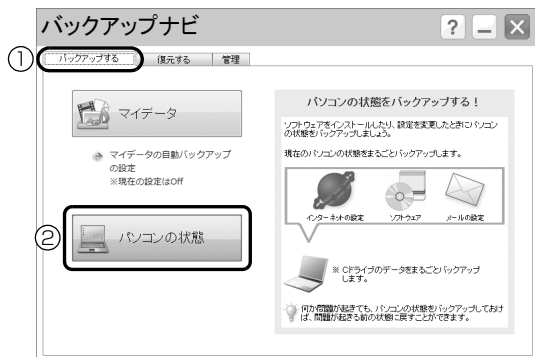 バックアップナビ
?
①
バックアップする 復元する 管理
マイデータ
マイデータの自動バックアップ
の設定
※現在の設定はOff
②
パソコンの状態
パソコンの状態をバックアップする！
ソフトウェアをインストールしたり、設定を変更したときにパソコン
の状態をバックアップしましょう。
現在のパソコンの状態をまるごとバックアップします。
インターネットの設定 ソフトウェア メールの設定
※ Cドライブのデータをまるごとバックアップ
します。
何か問題が起きても、パソコンの状態をバックアップしておけ
ば、問題が起きる前の状態に戻すことができます。